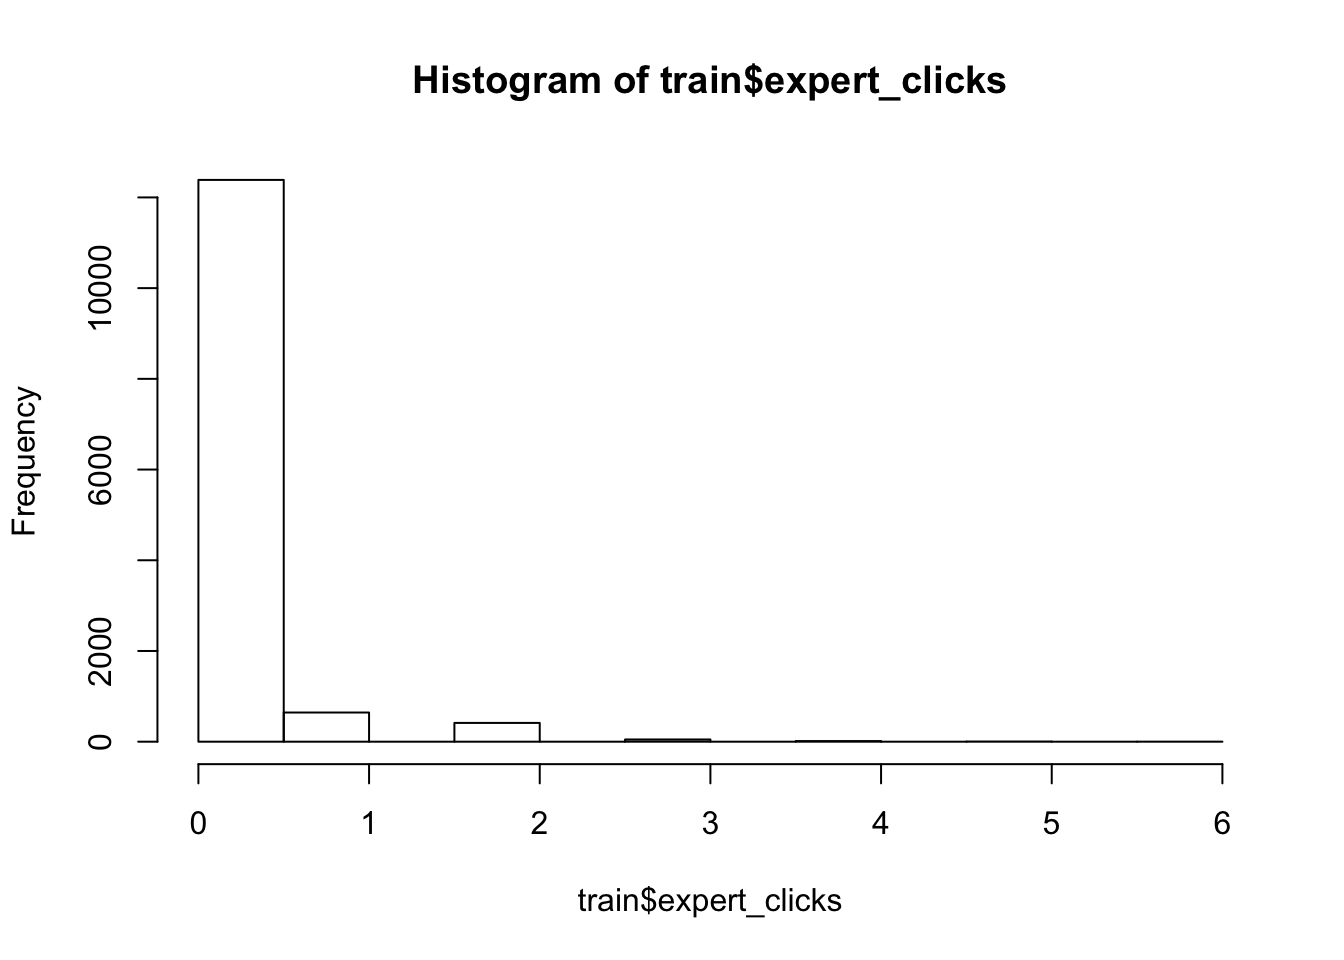 Histogram of train$expert_clicks
Frequency
10000
6000
2000
0
0 1 2 3 4 5 6
train$expert_clicks